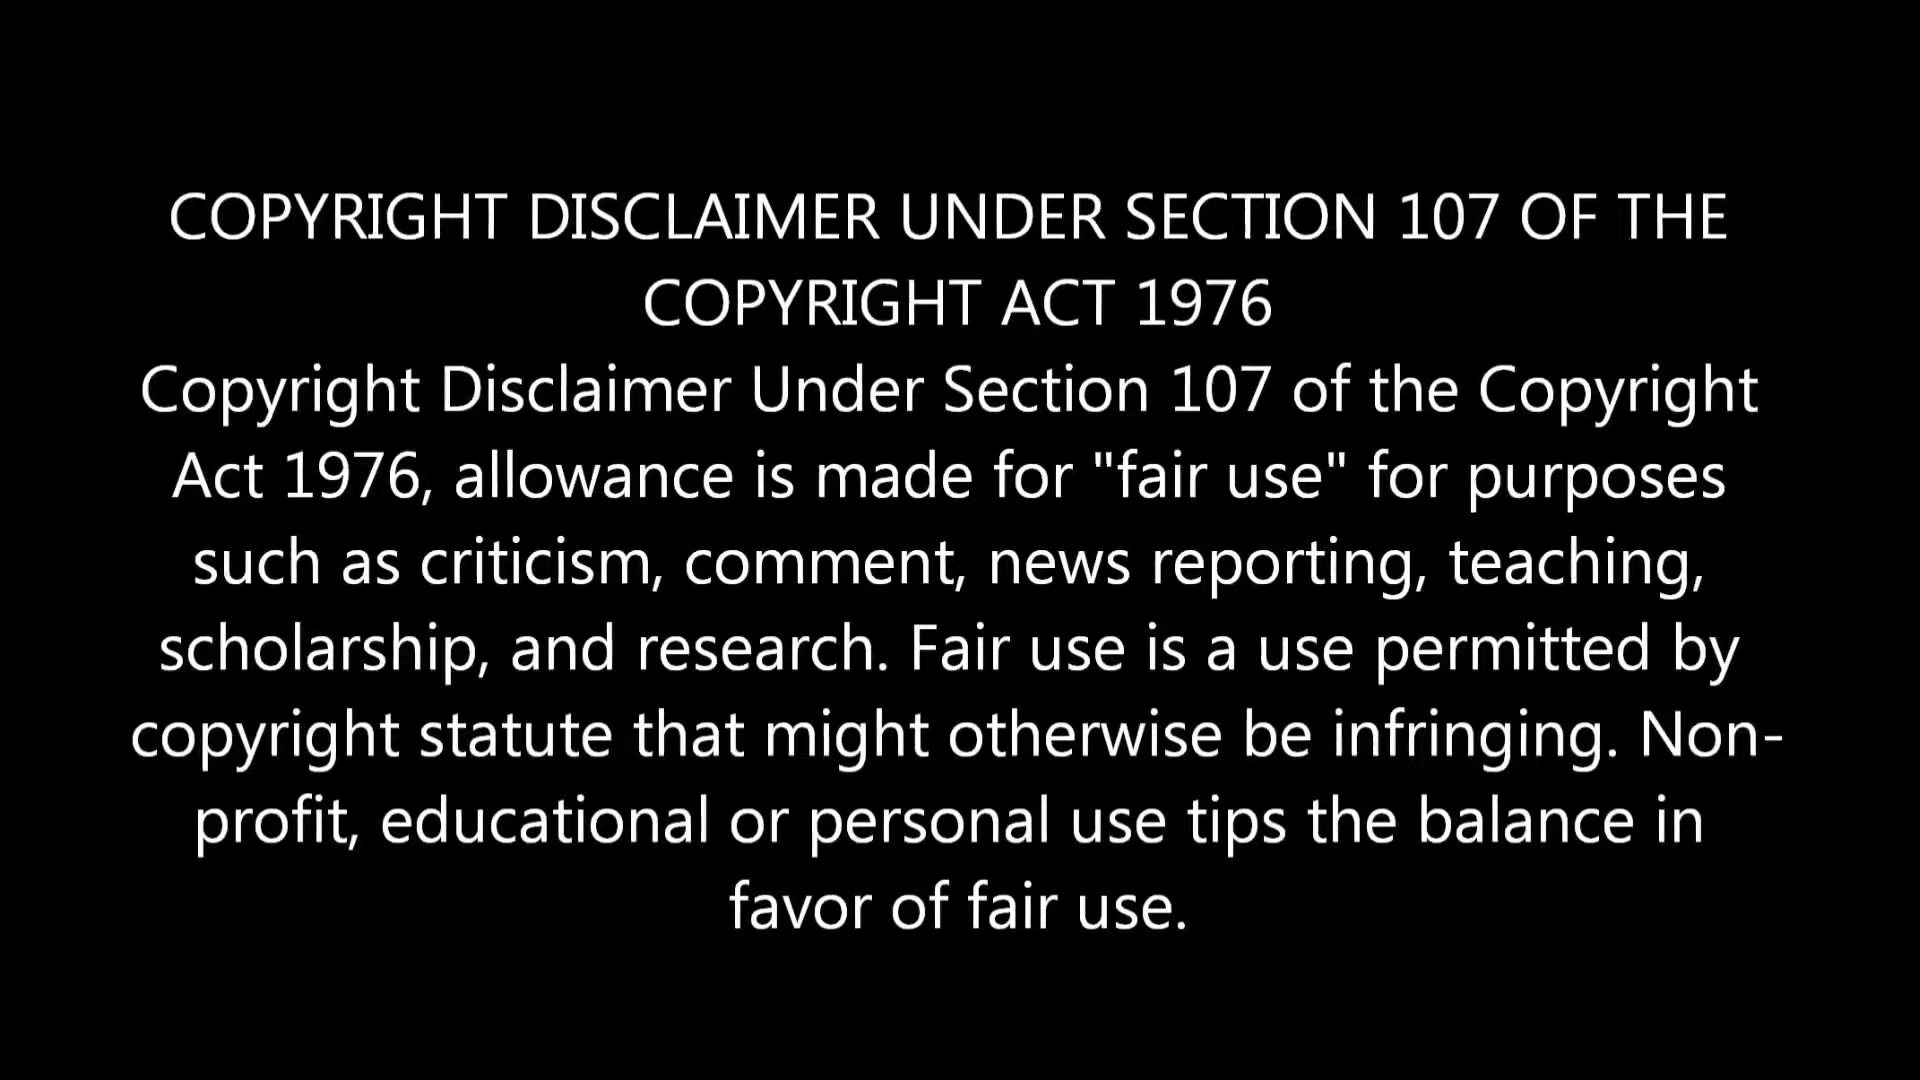 COPYRIGHT DISCLAIMER UNDER SECTION 107 OF THE
COPYRIGHT ACT 1976
Copyright Disclaimer Under Section 107 of the Copyright
Act 1976, allowance is made for "fair use" for purposes
such as criticism, comment, news reporting, teaching,
scholarship, and research. Fair use is a use permitted by
copyright statute that might otherwise be infringing. Non-
profit, educational or personal use tips the balance in
favor of fair use.